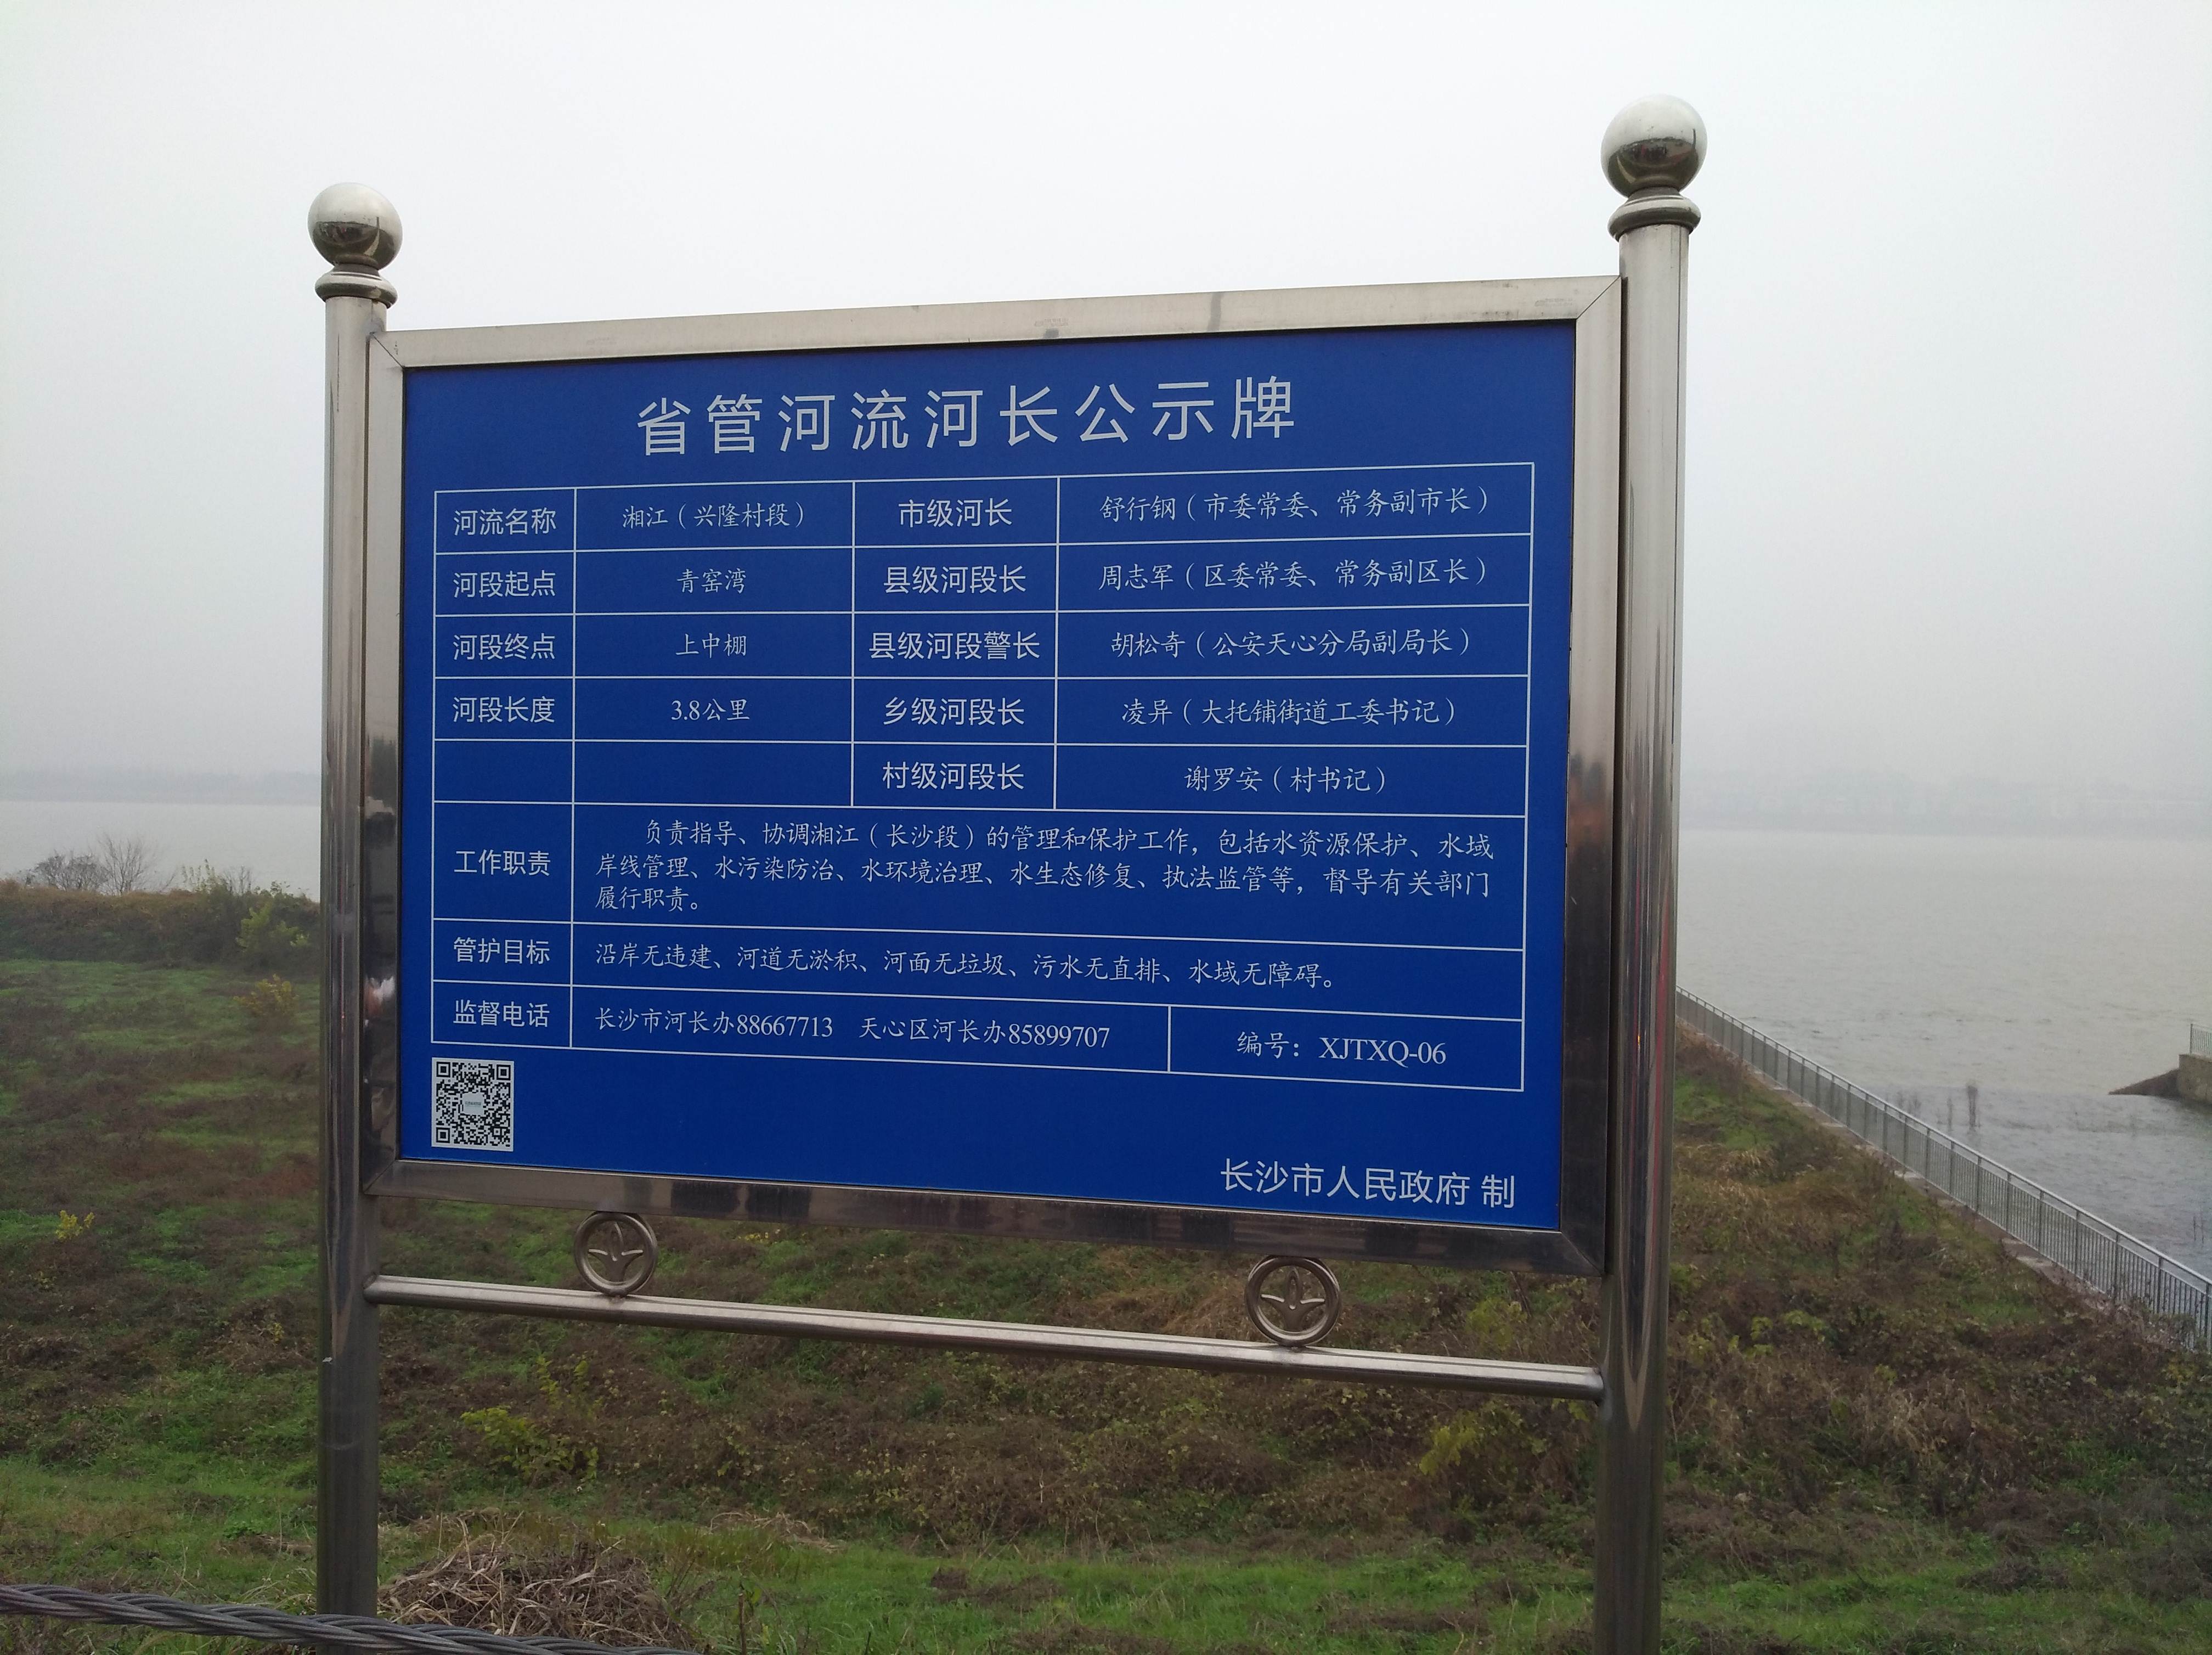 省管河流河长公示牌
河流名称 湘江（兴隆村段） 市级河长 舒行钢（市委常委、常务副市长）
河段起点 青窑湾 县级河段长 周志军（区委常委、常务副区长）
河段终点 上中棚 县级河段警长 胡松奇（公安天心分局副局长）
河段长度 3.8公里 乡级河段长 凌异（大托铺街道工委书记）
村级河段长 谢罗安（村书记）
工作职责 负责指导、协调湘江（长沙段）的管理和保护工作，包括水资源保护、水域
岸线管理、水污染防治、水环境治理、水生态修复、执法监管等，督导有关部门
履行职责。
管护目标 沿岸无违建、河道无淤积、河面无垃圾、污水无直排、水域无障碍。
监督电话 长沙市河长办88667713 天心区河长办85899707 编号：XJTXQ-06
长沙市人民政府 制